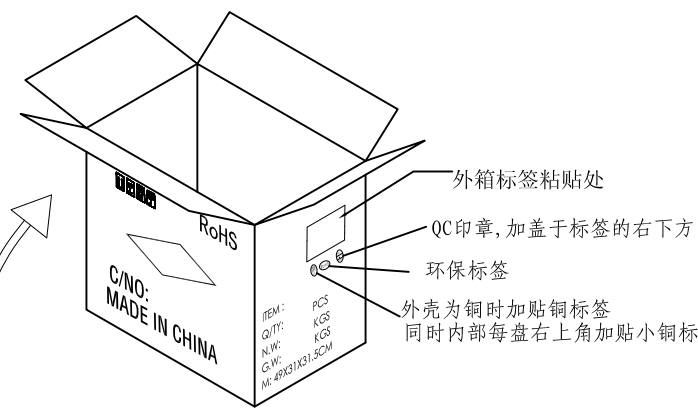 RoHS
C/NO:
MADE IN CHINA
ITEM: PCS
Q/TY: KGS
N.W: KGS
G.W:
M: 49X31X31.5CM
外箱标签粘贴处
QC印章,加盖于标签的右下方
环保标签
外壳为铜时加贴铜标签
同时内部每盘右上角加贴小铜标